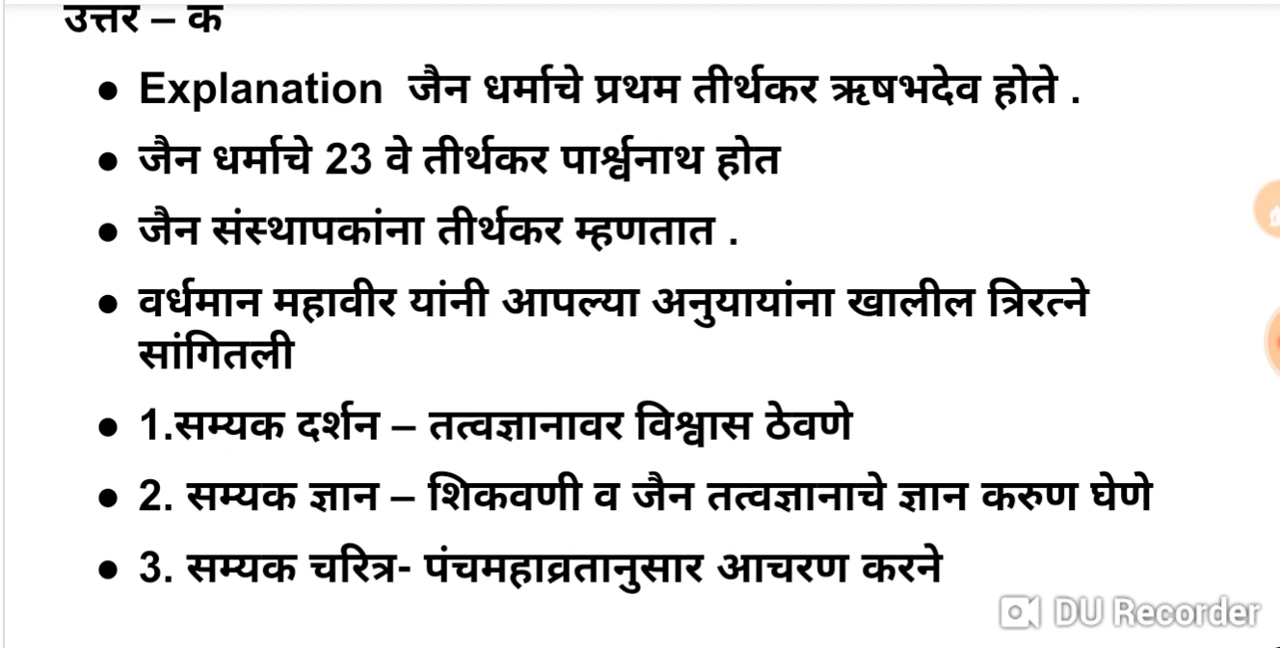 उत्तर – क
• Explanation जैन धर्माचे प्रथम तीर्थकर ऋषभदेव होते .
• जैन धर्माचे 23 वे तीर्थकर पार्श्वनाथ होत
• जैन संस्थापकांना तीर्थकर म्हणतात .
• वर्धमान महावीर यांनी आपल्या अनुयायांना खालील त्रिरत्ने
सांगितली
• 1.सम्यक दर्शन – तत्वज्ञानावर विश्वास ठेवणे
• 2. सम्यक ज्ञान – शिकवणी व जैन तत्वज्ञानाचे ज्ञान करुण घेणे
• 3. सम्यक चरित्र- पंचमहाव्रतानुसार आचरण करने
DU Recorder